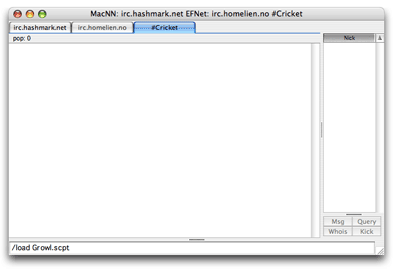 MacNN: irc.hashmark.net EFNet: irc.homelien.no #Cricket
irc.hashmark.net irc.homelien.no #Cricket
pop: 0
Nick
Msg Query
Whois Kick
/load Growl.scpt